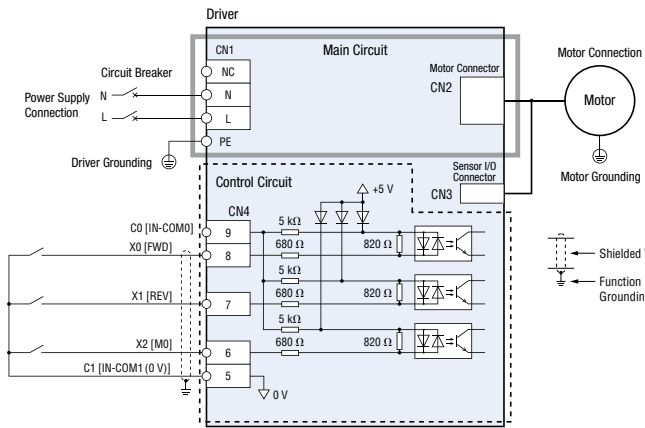 Driver
CN1
Main Circuit
NC
Motor Connection
Circuit Breaker
Motor Connector
CN2
Power Supply
Connection
N
N
Motor
L
L
PE
Driver Grounding
Sensor I/O
Connector
Motor Grounding
Control Circuit
+5 V
CN3
CN4
C0 [IN-COM0]
9
5 kΩ
X0 [FWD]
8
680 Ω
820 Ω
Shielded
5 kΩ
Function
Groundin
X1 [REV]
7
680 Ω
820 Ω
5 kΩ
X2 [M0]
6
680 Ω
820 Ω
C1 [IN-COM1 (0 V)]
5
0 V